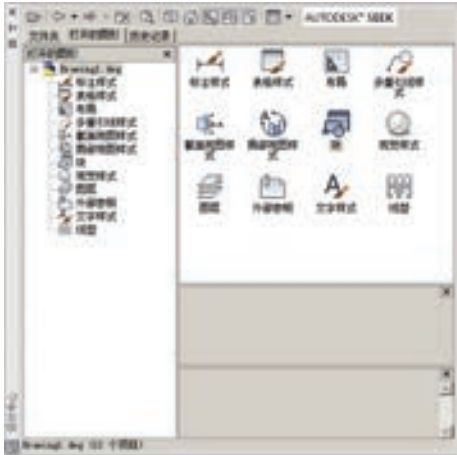 AUTODESK® SEEK
文件夹 打开的图形 历史记录
打开的图形
Drawing1.dwg
标注样式
表格样式
布局
多重引线样式
截面视图样式
局部视图样式
块
视觉样式
图层
外部参照
文字样式
线型
标注样式 表格样式 布局 多重引线样式
截面视图样式 局部视图样式 块 视觉样式
图层 外部参照 文字样式 线型
Drawing1.dwg (12 个项目)